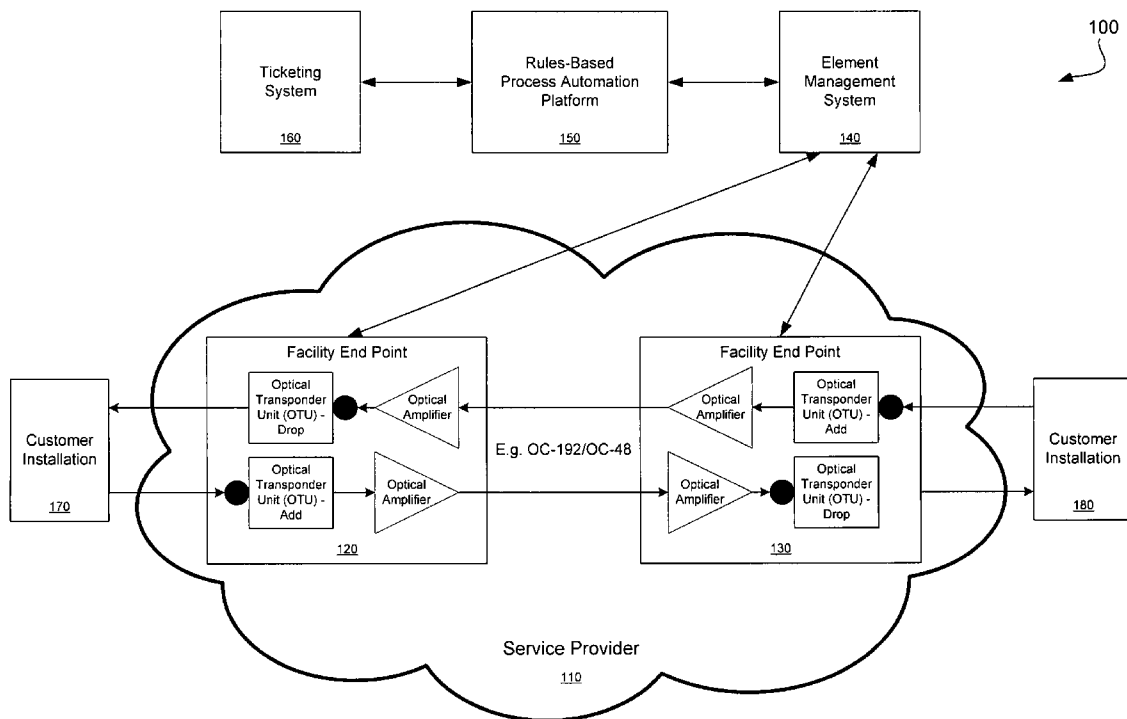 100
Ticketing
System
160
Rules-Based
Process Automation
Platform
150
Element
Management
System
140
Facility End Point
Optical
Transponder
Unit (OTU) -
Drop
Optical
Amplifier
Optical
Transponder
Unit (OTU) -
Add
Optical
Amplifier
120
E.g. OC-192/OC-48
Facility End Point
Optical
Amplifier
Optical
Transponder
Unit (OTU) -
Add
Optical
Amplifier
Optical
Transponder
Unit (OTU) -
Drop
130
Customer
Installation
170
Customer
Installation
180
Service Provider
110